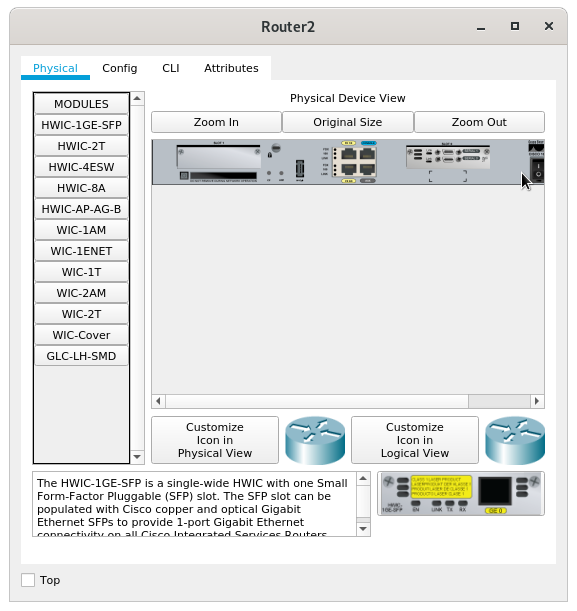 Router2
Physical
Config
CLI
Attributes
MODULES
HWIC-1GE-SFP
HWIC-2T
HWIC-4ESW
HWIC-8A
HWIC-AP-AG-B
WIC-1AM
WIC-1ENET
WIC-1T
WIC-2AM
WIC-2T
WIC-Cover
GLC-LH-SMD
Physical Device View
Zoom In
Original Size
Zoom Out
Customize
Icon in
Physical View
Customize
Icon in
Logical View
The HWIC-1GE-SFP is a single-wide HWIC with one Small
Form-Factor Pluggable (SFP) slot. The SFP slot can be
populated with Cisco copper and optical Gigabit
Ethernet SFPs to provide 1-port Gigabit Ethernet
connectivity on all Cisco Integrated Services Routers.
CLASS 1 LASER PRODUCT
HWIC-
1GE-SFP
EN
LINK
TX
RX
GE 0
Top